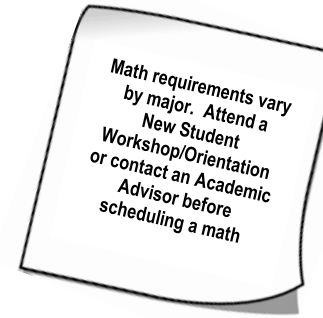 Math requirements vary
by major. Attend a
New Student
Workshop/Orientation
or contact an Academic
Advisor before
scheduling a math